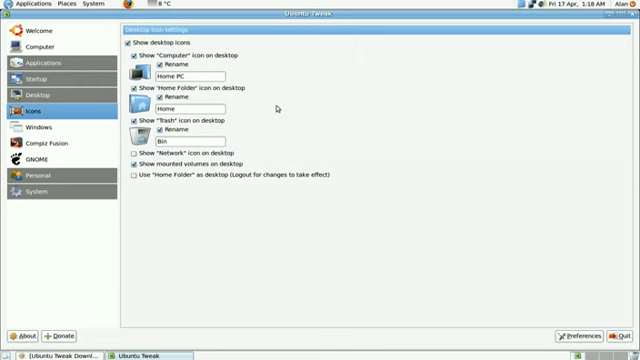 Applications Places System 8 °C Fri 17 Apr, 1:18 AM Alan
Ubuntu Tweak
Welcome
Computer
Applications
Startup
Desktop
Icons
Windows
Compiz Fusion
GNOME
Personal
System
Desktop Icon settings
Show desktop icons
Show "Computer" icon on desktop
Rename
Home PC
Show "Home Folder" icon on desktop
Rename
Home
Show "Trash" icon on desktop
Rename
Bin
Show "Network" icon on desktop
Show mounted volumes on desktop
Use "Home Folder" as desktop (Logout for changes to take effect)
About Donate Preferences Quit
[Ubuntu Tweak Downl... Ubuntu Tweak